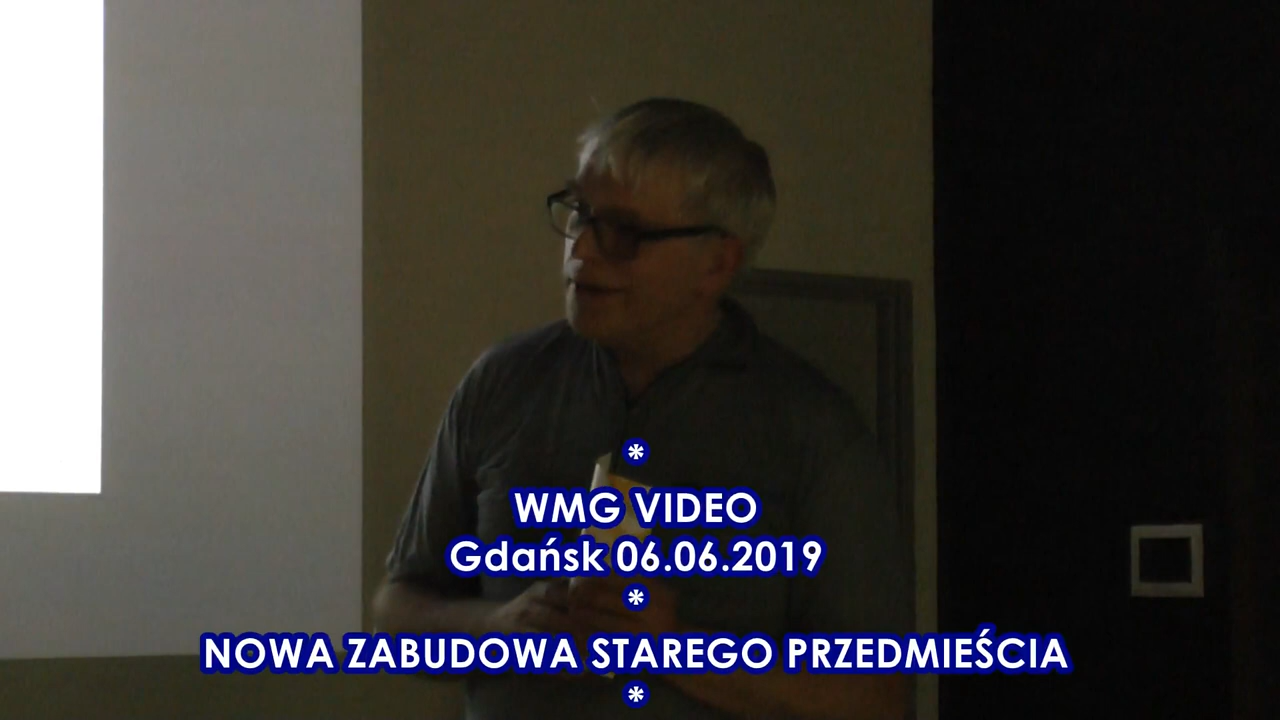 *
WMG VIDEO
Gdańsk 06.06.2019
*
NOWA ZABUDOWA STAREGO PRZEDMIEŚCIA
*